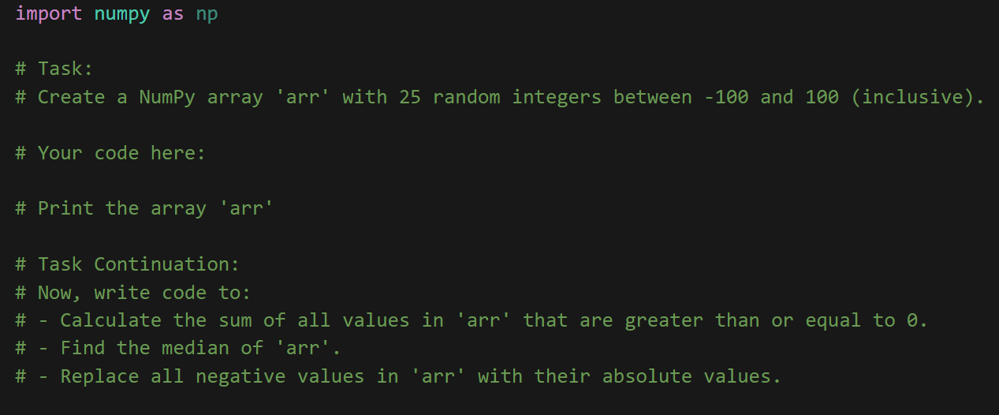 import numpy as np
# Task:
# Create a NumPy array 'arr' with 25 random integers between -100 and 100 (inclusive).
# Your code here:
# Print the array 'arr'
# Task Continuation:
# Now, write code to:
# - Calculate the sum of all values in 'arr' that are greater than or equal to 0.
# - Find the median of 'arr'.
# - Replace all negative values in 'arr' with their absolute values.